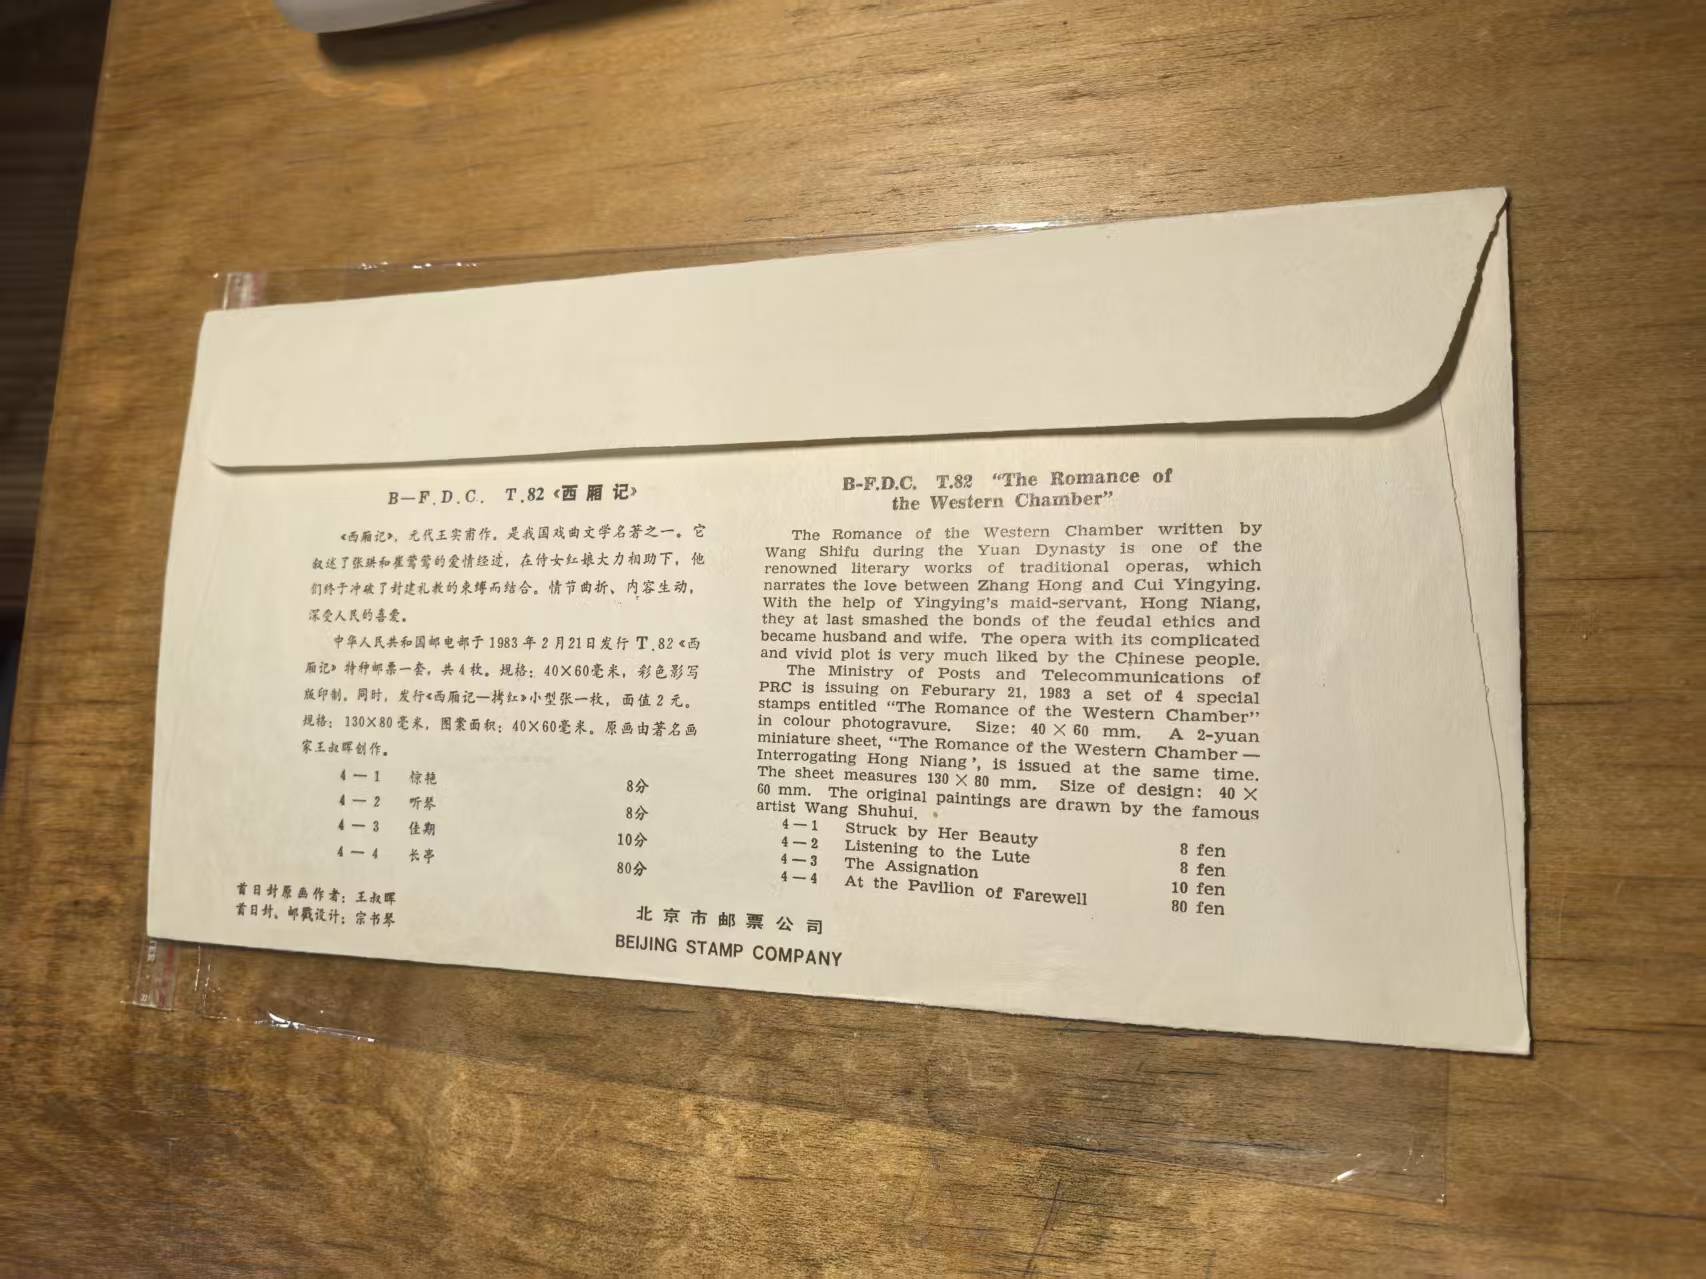 B—F.D.C. T.82《西厢记》
《西厢记》，元代王实甫作。是我国戏曲文学名著之一。它
叙述了张珙和崔莺莺的爱情经过，在侍女红娘大力相助下，他
们终于冲破了封建礼教的束缚而结合。情节曲折、内容生动，
深受人民的喜爱。
中华人民共和国邮电部于1983年2月21日发行T.82《西
厢记》特种邮票一套，共4枚。规格：40×60毫米，彩色影写
版印制。同时，发行《西厢记—拷红》小型张一枚，面值2元。
规格：130×80毫米，图案面积：40×60毫米。原画由著名画
家王叔晖创作。
4—1 惊艳 8分
4—2 听琴 8分
4—3 佳期 10分
4—4 长亭 80分
首日封原画作者：王叔晖
首日封、邮戳设计：宗书琴
B-F.D.C. T.82 “The Romance of
the Western Chamber”
The Romance of the Western Chamber written by
Wang Shifu during the Yuan Dynasty is one of the
renowned literary works of traditional operas, which
narrates the love between Zhang Hong and Cui Yingying.
With the help of Yingying's maid-servant, Hong Niang,
they at last smashed the bonds of the feudal ethics and
became husband and wife. The opera with its complicated
and vivid plot is very much liked by the Chinese people.
The Ministry of Posts and Telecommunications of
PRC is issuing on Feburary 21, 1983 a set of 4 special
stamps entitled “The Romance of the Western Chamber”
in colour photogravure. Size: 40 × 60 mm. A 2-yuan
miniature sheet, “The Romance of the Western Chamber —
Interrogating Hong Niang’, is issued at the same time.
The sheet measures 130 × 80 mm. Size of design: 40 ×
60 mm. The original paintings are drawn by the famous
artist Wang Shuhui.
4—1 Struck by Her Beauty 8 fen
4—2 Listening to the Lute 8 fen
4—3 The Assignation 10 fen
4—4 At the Pavilion of Farewell 80 fen
北京市邮票公司
BEIJING STAMP COMPANY